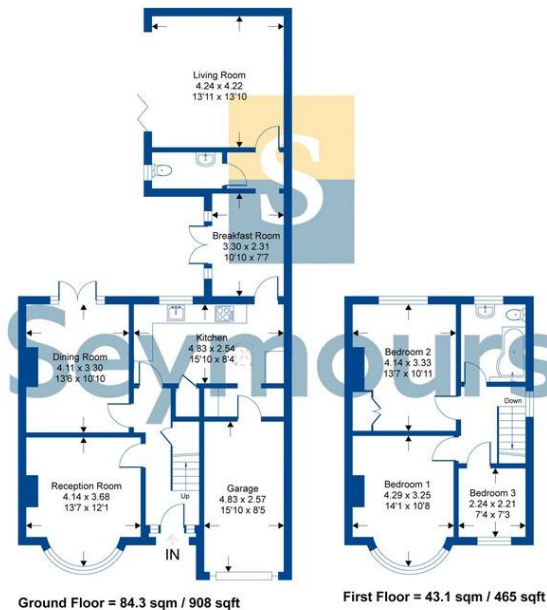 Living Room
4.24 x 4.22
13'11 x 13'10
S
Breakfast Room
3.30 x 2.31
10'10 x 7'7
Seymours
Kitchen
4.83 x 2.54
15'10 x 8'4
Dining Room
4.11 x 3.30
13'6 x 10'10
Reception Room
4.14 x 3.68
13'7 x 12'1
Up
IN
Garage
4.83 x 2.57
15'10 x 8'5
Bedroom 2
4.14 x 3.33
13'7 x 10'11
Down
Bedroom 1
4.29 x 3.25
14'1 x 10'8
Bedroom 3
2.24 x 2.21
7'4 x 7'3
Ground Floor = 84.3 sqm / 908 sqft
First Floor = 43.1 sqm / 465 sqft